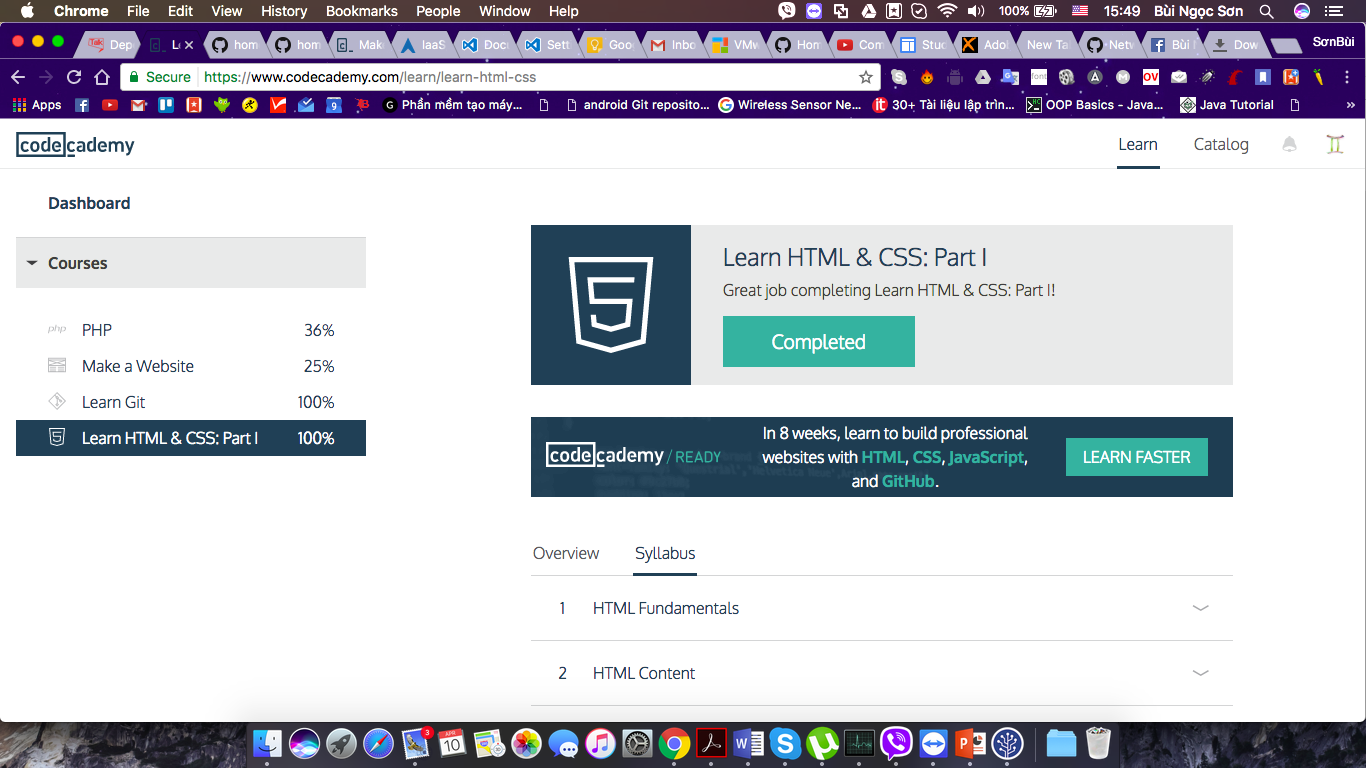 Chrome File Edit View History Bookmarks People Window Help 100% 15:49 Bùi Ngọc Sơn
Dep Le hom hom Mak IaaS Doc Sett Goo Inbo VMw Hom Com Stuc Adol New Ta Netv Bùi Dow SơnBùi
Secure https://www.codecademy.com/learn/learn-html-css
Apps Phần mềm tạo máy... android Git reposito... Wireless Sensor Ne... 30+ Tài liệu lập trìn... OOP Basics - Java... Java Tutorial »
codecademy Learn Catalog
Dashboard
Courses
php PHP 36%
Make a Website 25%
Learn Git 100%
Learn HTML & CSS: Part I 100%
Learn HTML & CSS: Part I
Great job completing Learn HTML & CSS: Part I!
Completed
codecademy / READY
In 8 weeks, learn to build professional
websites with HTML, CSS, JavaScript,
and GitHub.
LEARN FASTER
Overview Syllabus
1 HTML Fundamentals
2 HTML Content
3
APR
10